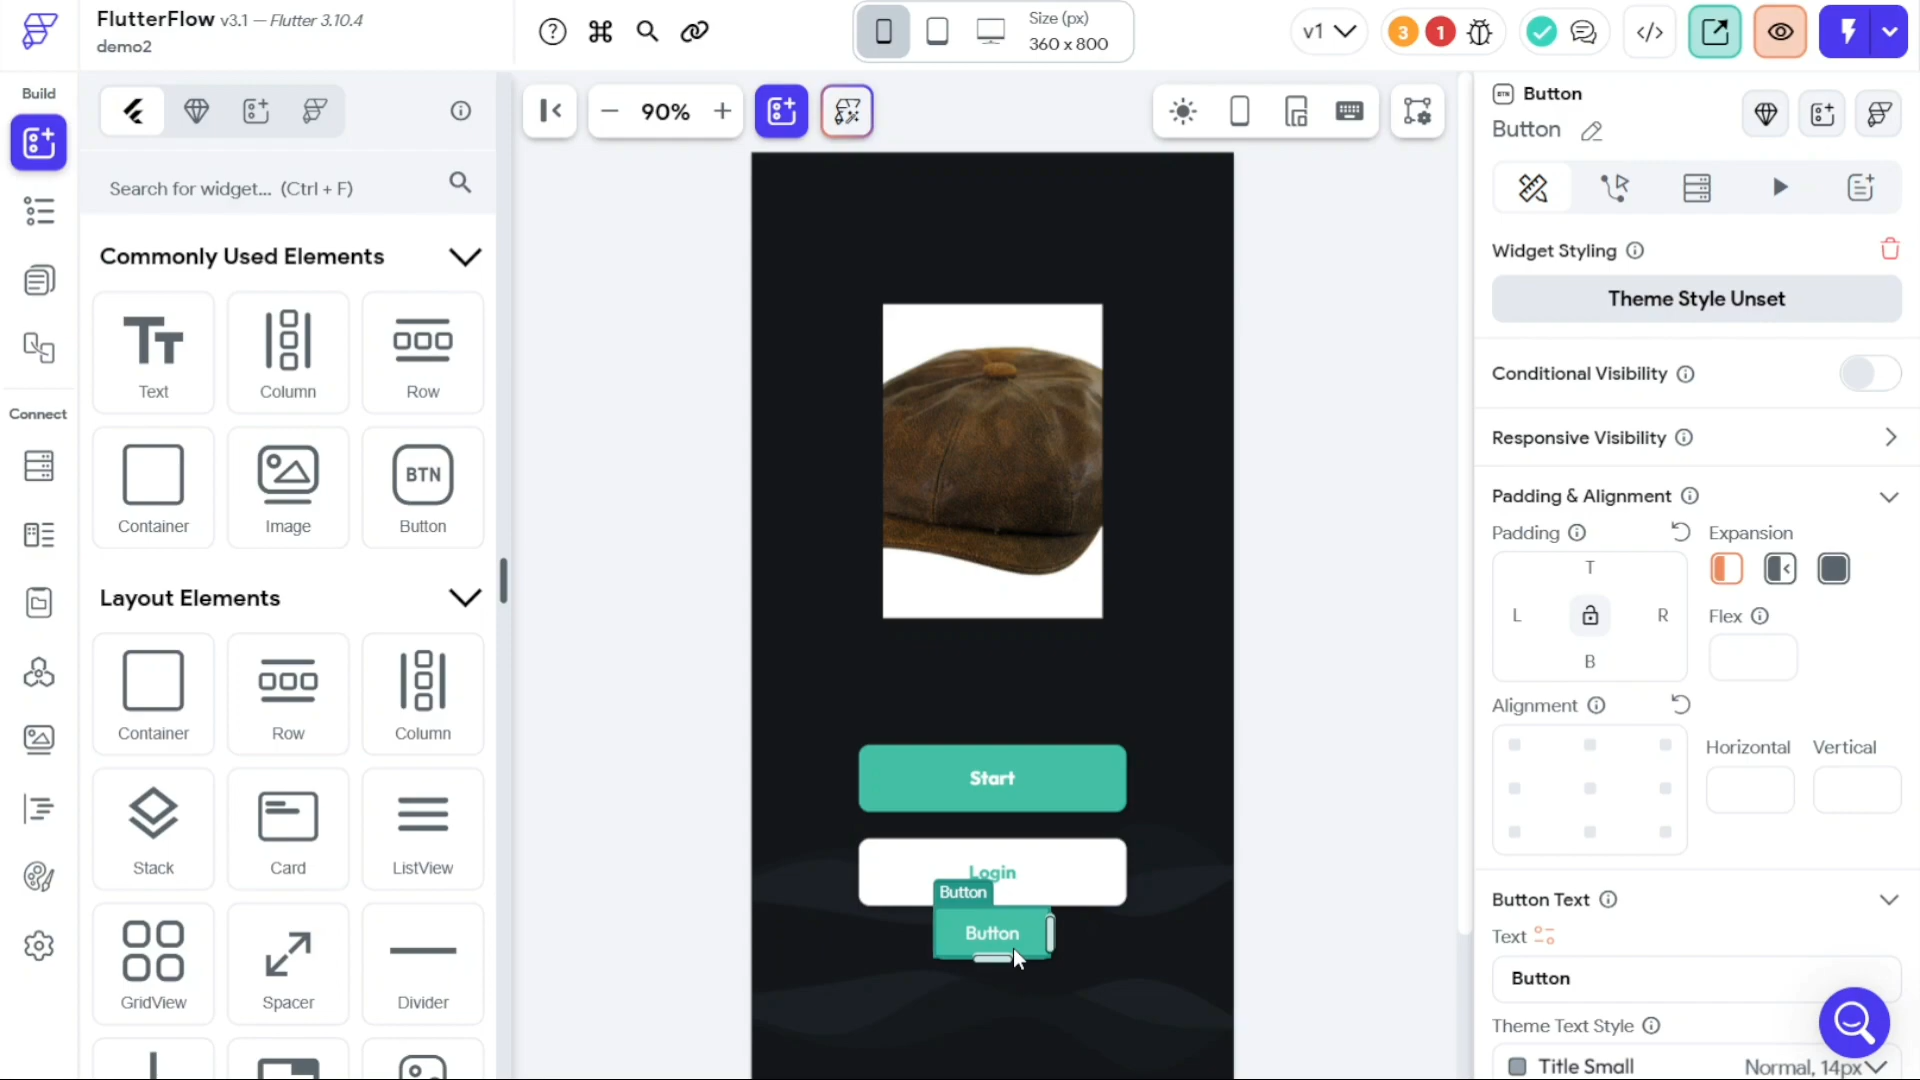 FlutterFlow v3.1 — Flutter 3.10.4
demo2
Size (px)
360 x 800
v1
3
1
Build
90%
Button
Button
Search for widget... (Ctrl + F)
Widget Styling
Theme Style Unset
Commonly Used Elements
Text
Column
Row
Conditional Visibility
Connect
Responsive Visibility
BTN
Container
Image
Button
Padding & Alignment
Padding
Expansion
T
L
R
B
Flex
Layout Elements
Container
Row
Column
Alignment
Horizontal
Vertical
Start
Stack
Card
ListView
Login
Button
Button
Button Text
Text
Button
GridView
Spacer
Divider
Theme Text Style
Title Small
Normal, 14px